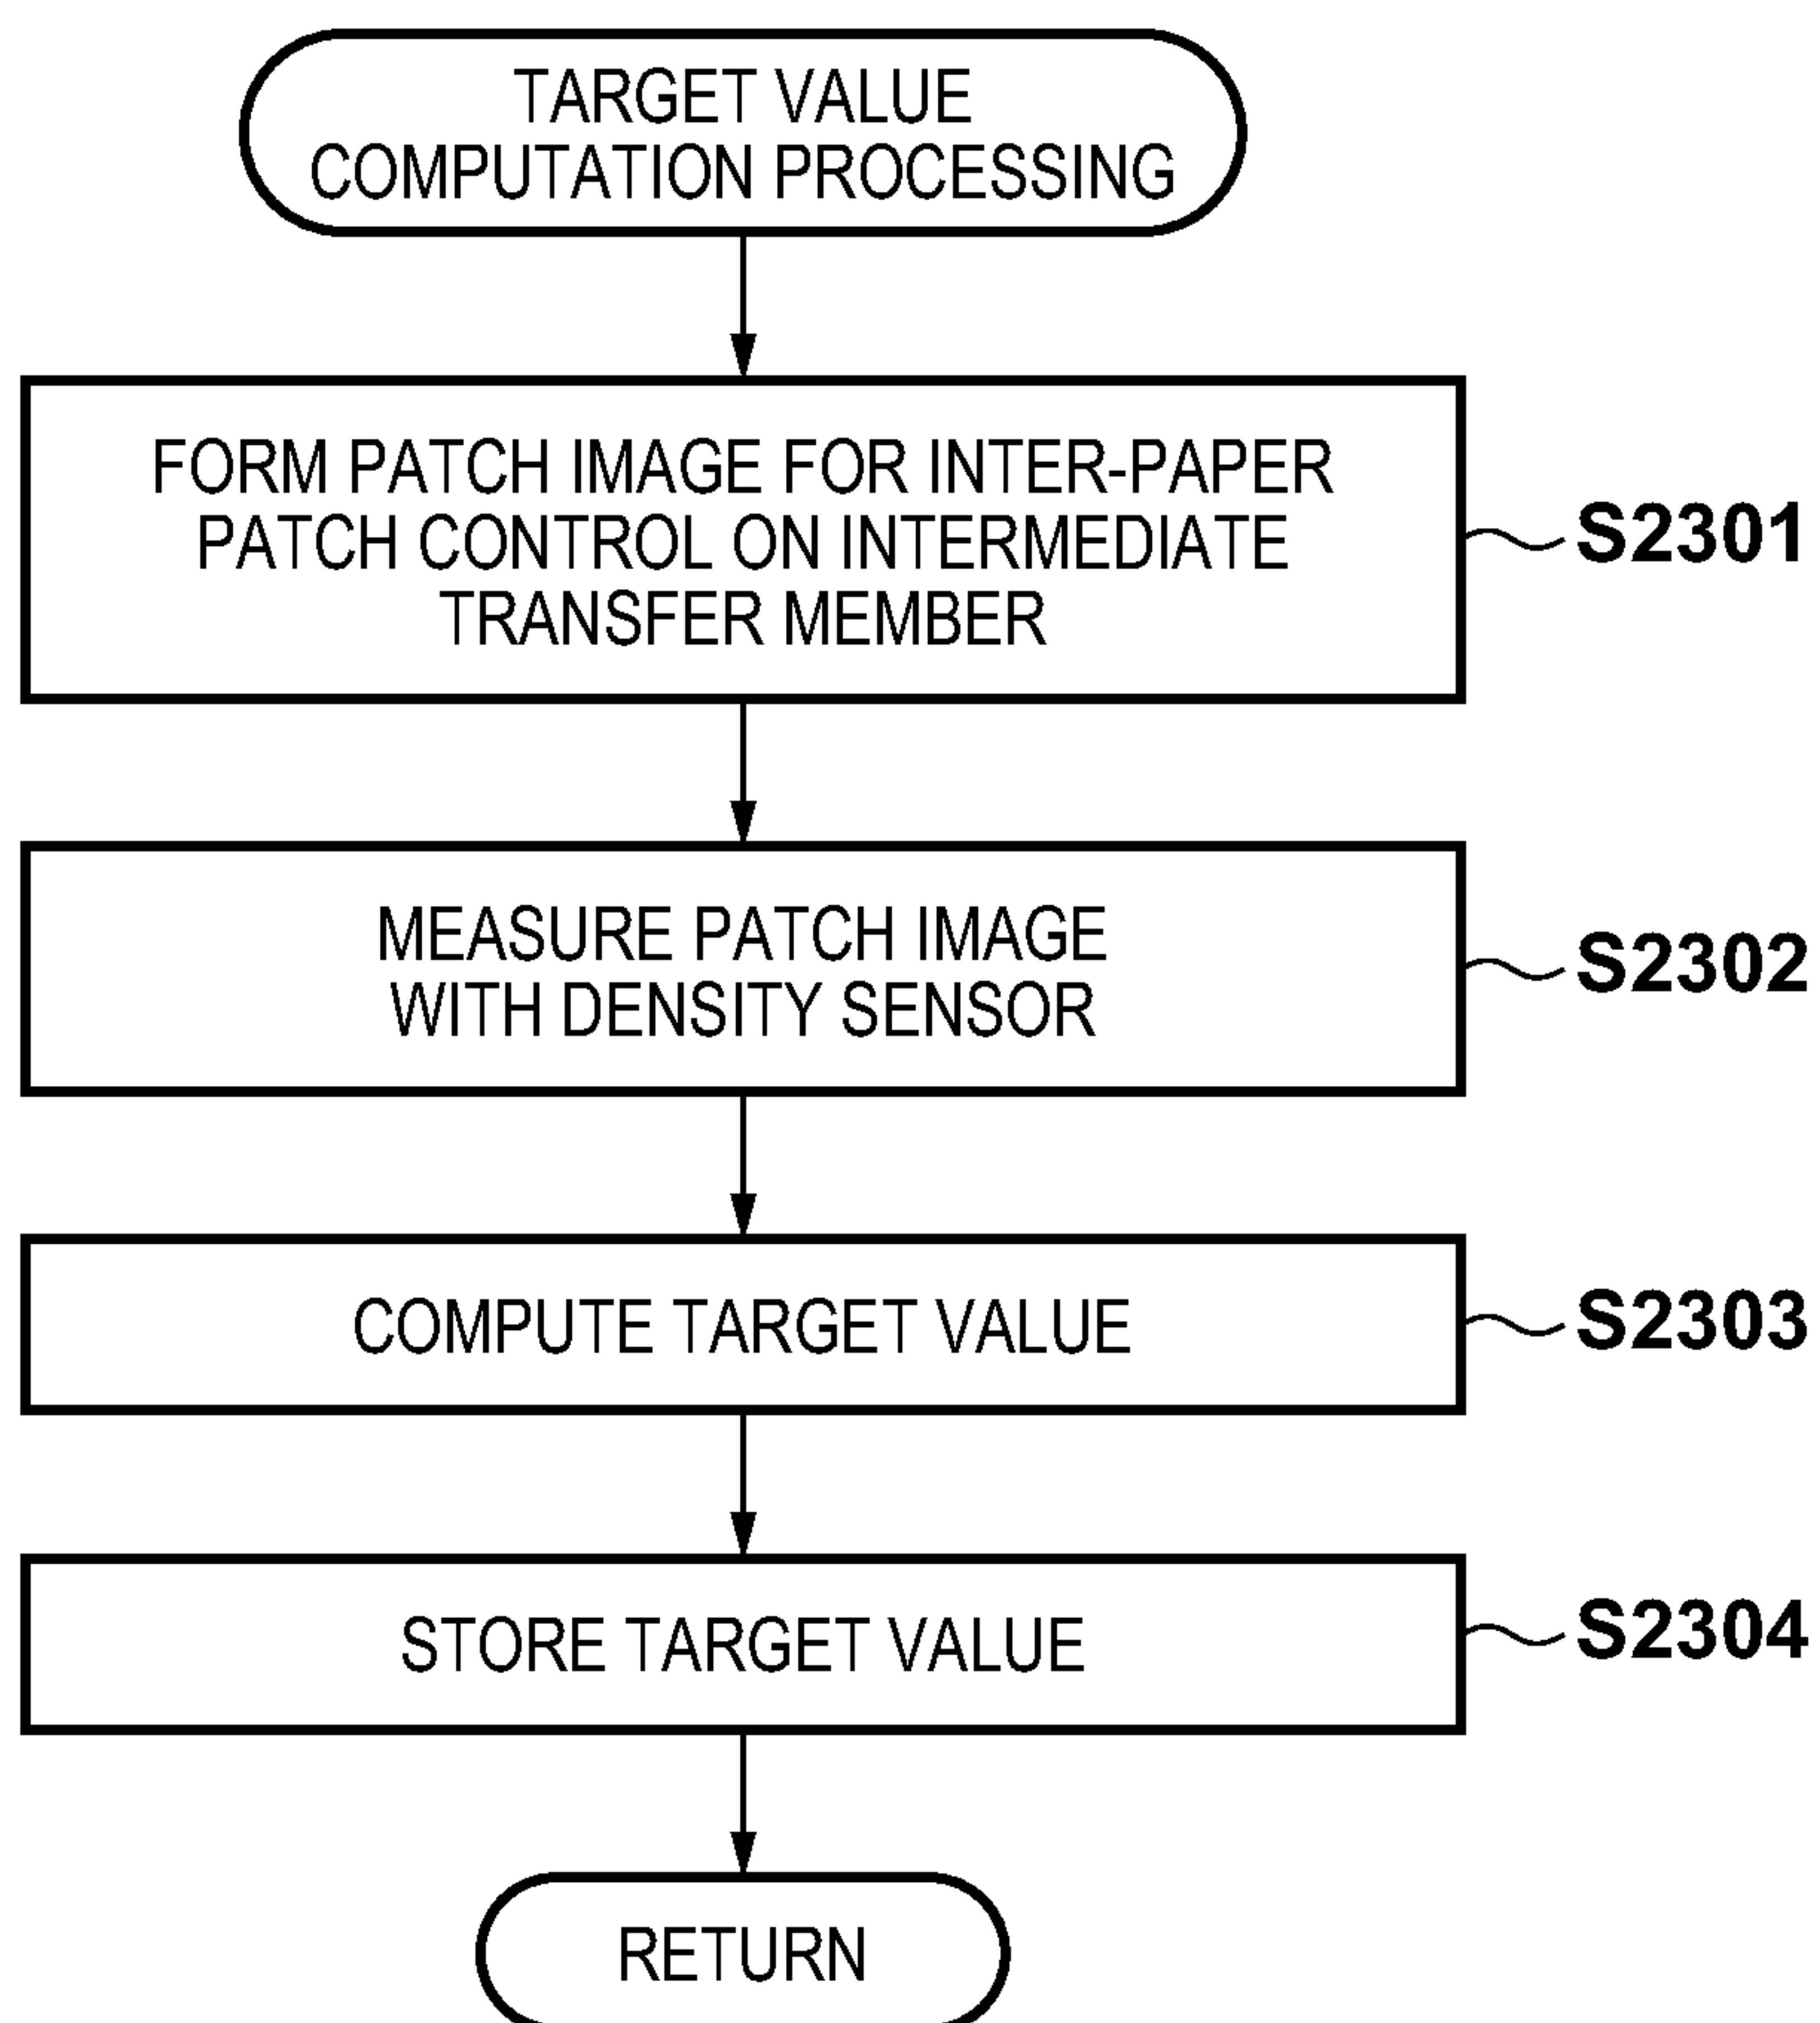 TARGET VALUE
COMPUTATION PROCESSING
FORM PATCH IMAGE FOR INTER-PAPER
PATCH CONTROL ON INTERMEDIATE
TRANSFER MEMBER
S2301
MEASURE PATCH IMAGE
WITH DENSITY SENSOR
S2302
COMPUTE TARGET VALUE
S2303
STORE TARGET VALUE
S2304
RETURN